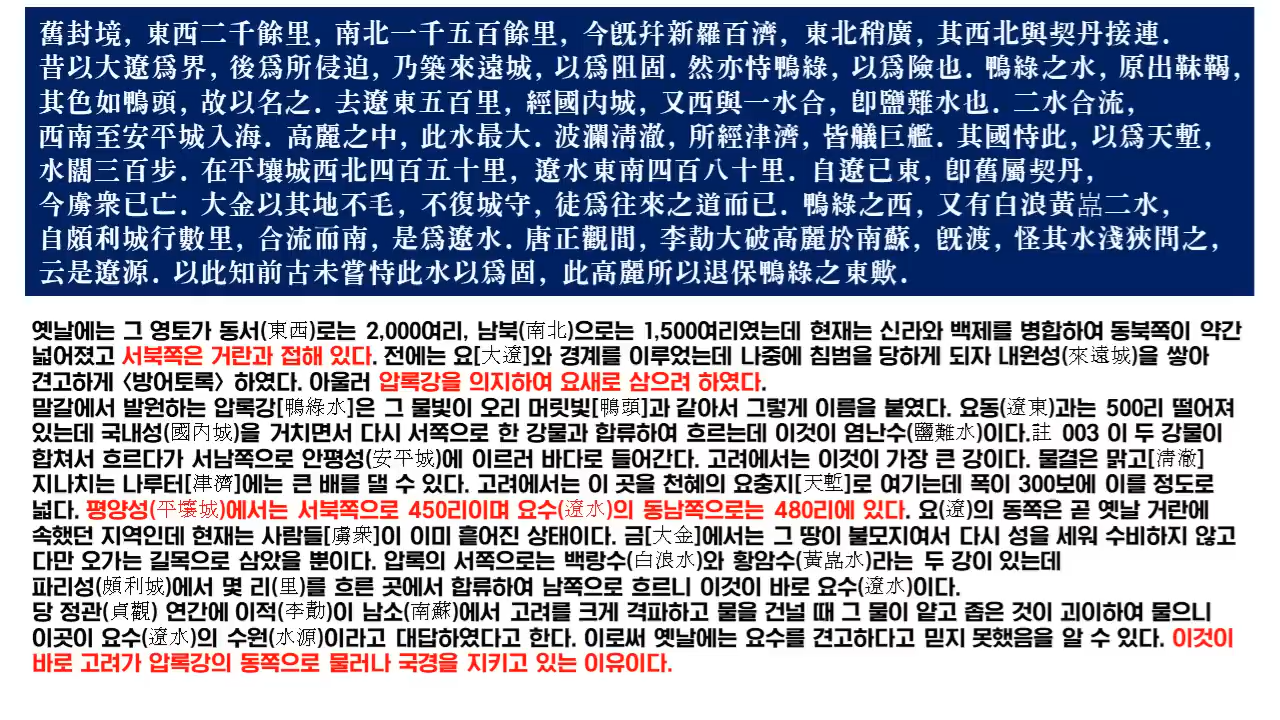 舊封境, 東西二千餘里, 南北一千五百餘里, 今旣幷新羅百濟, 東北稍廣, 其西北與契丹接連.
昔以大遼爲界, 後爲所侵迫, 乃築來遠城, 以爲阻固. 然亦恃鴨綠, 以爲險也. 鴨綠之水, 原出靺鞨,
其色如鴨頭, 故以名之. 去遼東五百里, 經國內城, 又西與一水合, 卽鹽難水也. 二水合流,
西南至安平城入海. 高麗之中, 此水最大. 波瀾淸澈, 所經津濟, 皆艤巨艦. 其國恃此, 以爲天塹,
水闊三百步. 在平壤城西北四百五十里, 遼水東南四百八十里. 自遼已東, 卽舊屬契丹,
今虜衆已亡. 大金以其地不毛, 不復城守, 徒爲往來之道而已. 鴨綠之西, 又有白浪黃嵓二水,
自頗利城行數里, 合流而南, 是爲遼水. 唐正觀間, 李勣大破高麗於南蘇, 旣渡, 怪其水淺狹問之,
云是遼源. 以此知前古未嘗恃此水以爲固, 此高麗所以退保鴨綠之東歟.
옛날에는 그 영토가 동서(東西)로는 2,000여리, 남북(南北)으로는 1,500여리였는데 현재는 신라와 백제를 병합하여 동북쪽이 약간
넓어졌고 서북쪽은 거란과 접해 있다. 전에는 요[大遼]와 경계를 이루었는데 나중에 침범을 당하게 되자 내원성(來遠城)을 쌓아
견고하게 <방어토록> 하였다. 아울러 압록강을 의지하여 요새로 삼으려 하였다.
말갈에서 발원하는 압록강[鴨綠水]은 그 물빛이 오리 머릿빛[鴨頭]과 같아서 그렇게 이름을 붙였다. 요동(遼東)과는 500리 떨어져
있는데 국내성(國內城)을 거치면서 다시 서쪽으로 한 강물과 합류하여 흐르는데 이것이 염난수(鹽難水)이다.註 003 이 두 강물이
합쳐서 흐르다가 서남쪽으로 안평성(安平城)에 이르러 바다로 들어간다. 고려에서는 이것이 가장 큰 강이다. 물결은 맑고[淸澈]
지나치는 나루터[津濟]에는 큰 배를 댈 수 있다. 고려에서는 이 곳을 천혜의 요충지[天塹]로 여기는데 폭이 300보에 이를 정도로
넓다. 평양성(平壤城)에서는 서북쪽으로 450리이며 요수(遼水)의 동남쪽으로는 480리에 있다. 요(遼)의 동쪽은 곧 옛날 거란에
속했던 지역인데 현재는 사람들[虜衆]이 이미 흩어진 상태이다. 금[大金]에서는 그 땅이 불모지여서 다시 성을 세워 수비하지 않고
다만 오가는 길목으로 삼았을 뿐이다. 압록의 서쪽으로는 백랑수(白浪水)와 황암수(黃嵓水)라는 두 강이 있는데
파리성(頗利城)에서 몇 리(里)를 흐른 곳에서 합류하여 남쪽으로 흐르니 이것이 바로 요수(遼水)이다.
당 정관(貞觀) 연간에 이적(李勣)이 남소(南蘇)에서 고려를 크게 격파하고 물을 건널 때 그 물이 얕고 좁은 것이 괴이하여 물으니
이곳이 요수(遼水)의 수원(水源)이라고 대답하였다고 한다. 이로써 옛날에는 요수를 견고하다고 믿지 못했음을 알 수 있다. 이것이
바로 고려가 압록강의 동쪽으로 물러나 국경을 지키고 있는 이유이다.